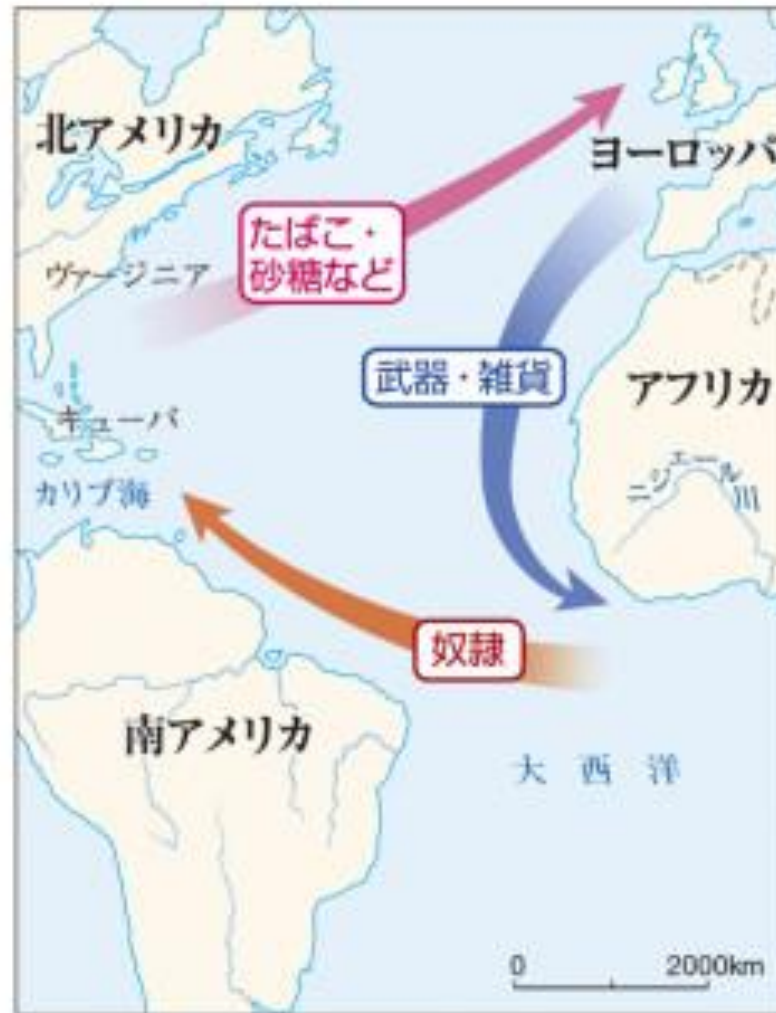 北アメリカ
ヨーロッパ
たばこ・
砂糖など
ヴァージニア
武器・雑貨
アフリカ
キューバ
ニジェール川
カリブ海
奴隷
南アメリカ
大西洋
0 2000km